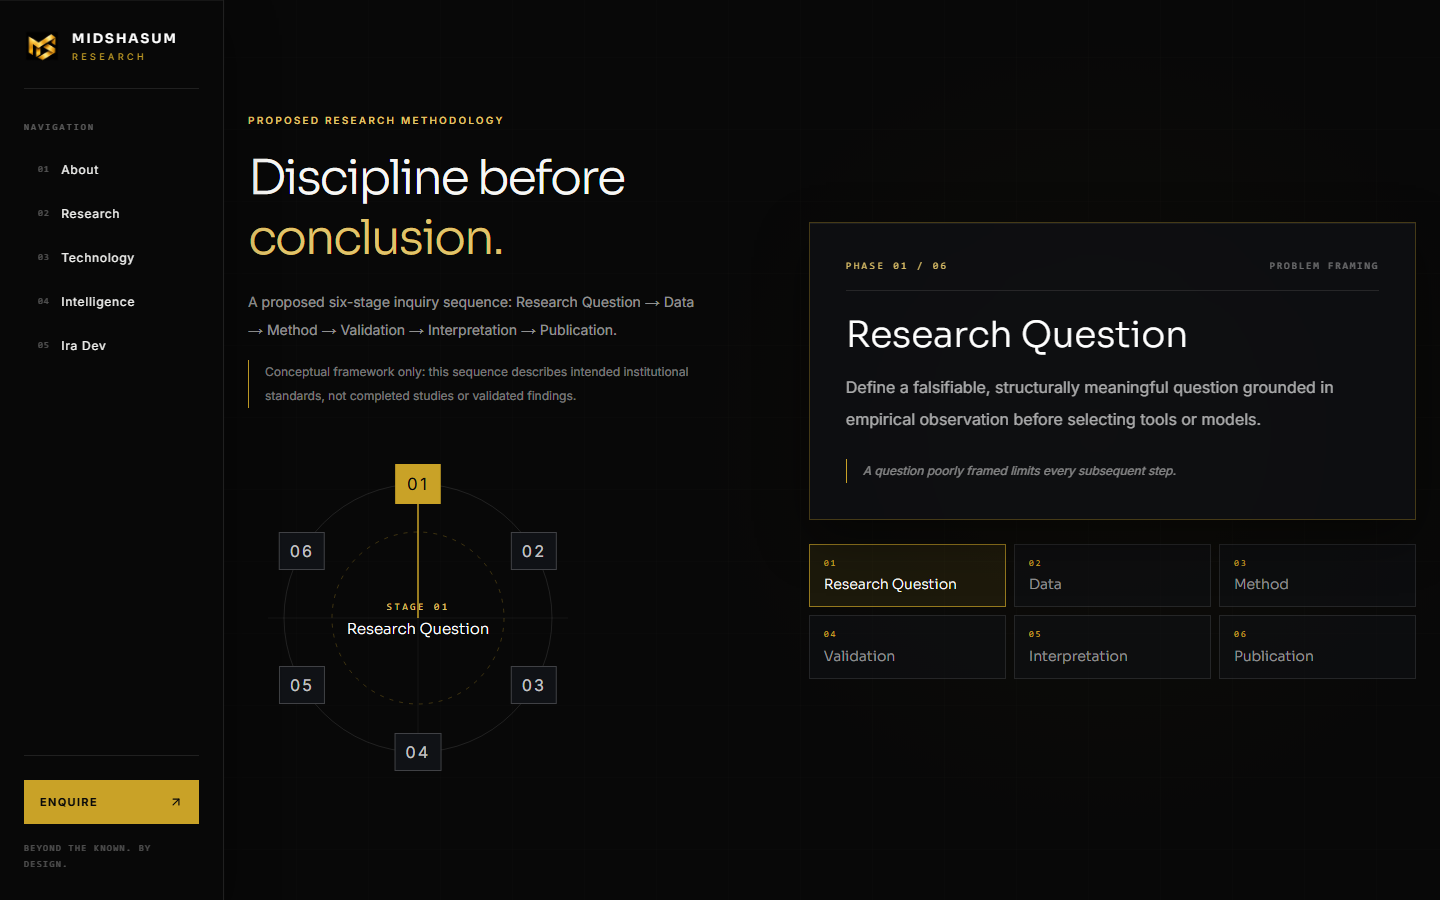 MIDSHASUM
RESEARCH
NAVIGATION
01 About
02 Research
03 Technology
04 Intelligence
05 Ira Dev
ENQUIRE
BEYOND THE KNOWN. BY
DESIGN.
PROPOSED RESEARCH METHODOLOGY
Discipline before
conclusion.
A proposed six-stage inquiry sequence: Research Question → Data
→ Method → Validation → Interpretation → Publication.
Conceptual framework only: this sequence describes intended institutional
standards, not completed studies or validated findings.
01
06
02
STAGE 01
Research Question
05
03
04
PHASE 01 / 06
PROBLEM FRAMING
Research Question
Define a falsifiable, structurally meaningful question grounded in
empirical observation before selecting tools or models.
A question poorly framed limits every subsequent step.
01
Research Question
02
Data
03
Method
04
Validation
05
Interpretation
06
Publication